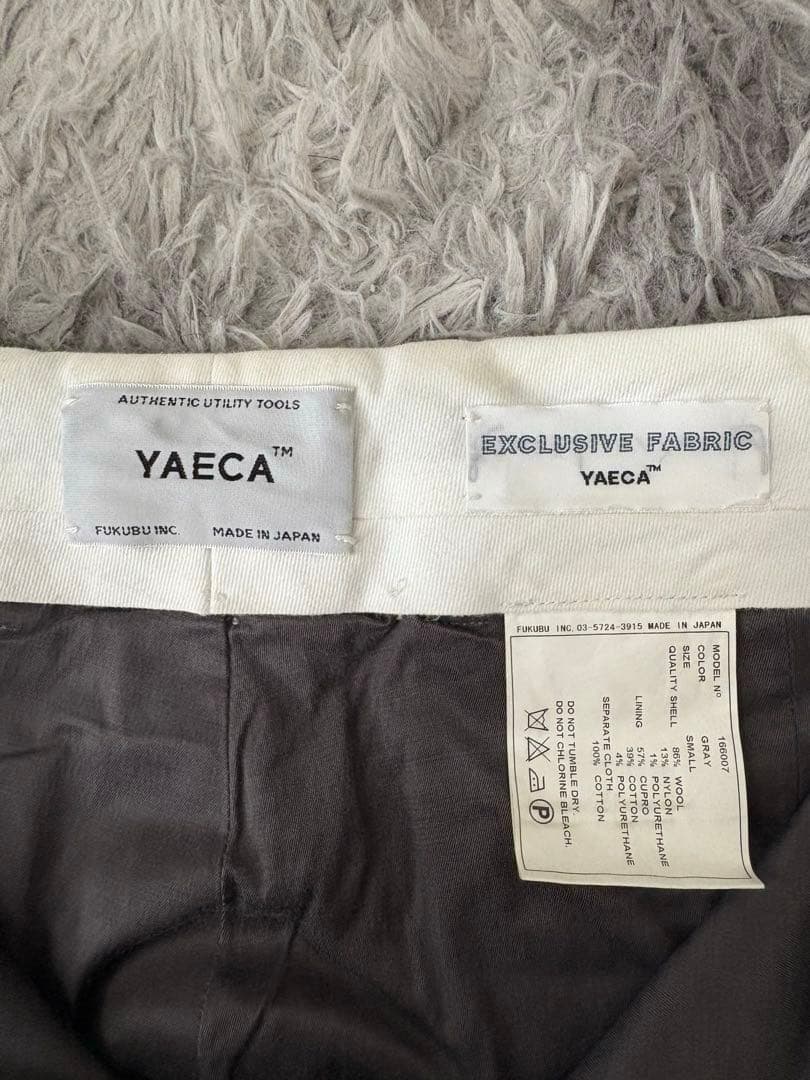 AUTHENTIC UTILITY TOOLS
YAECA™
FUKUBU INC. MADE IN JAPAN
EXCLUSIVE FABRIC
YAECA™
FUKUBU INC. 03-5724-3915 MADE IN JAPAN
MODEL Nº 166007
COLOR GRAY
SIZE SMALL
QUALITY SHELL 86% WOOL
13% NYLON
1% POLYURETHANE
LINING 57% CUPRO
39% COTTON
4% POLYURETHANE
SEPARATE CLOTH
100% COTTON
DO NOT TUMBLE DRY.
DO NOT CHLORINE BLEACH.
P